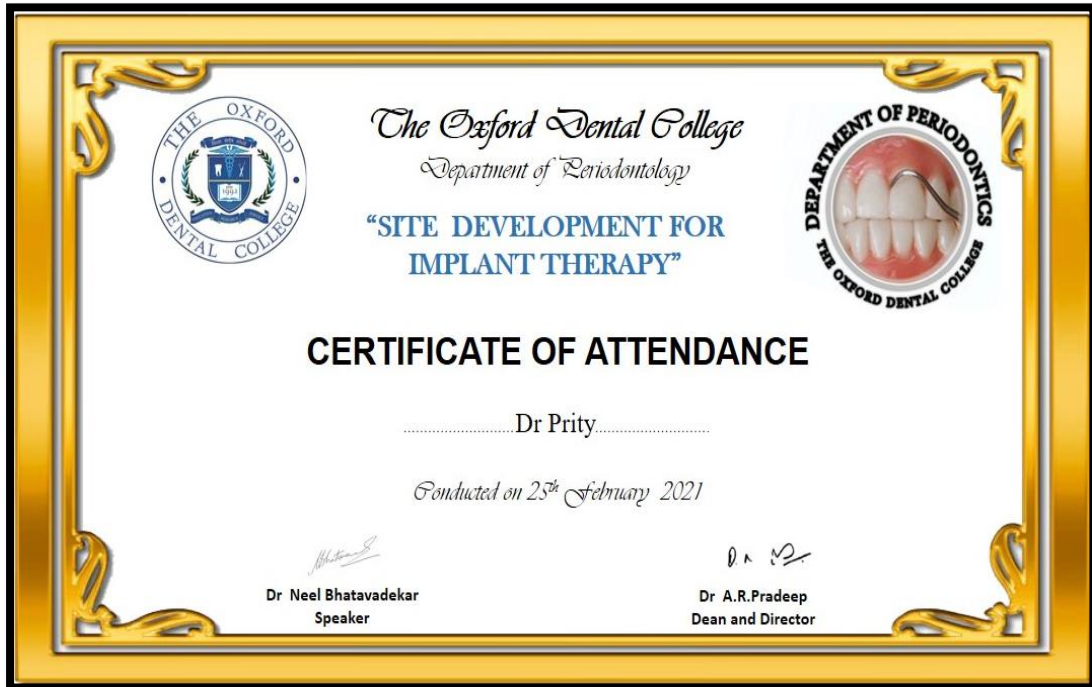 THE OXFORD DENTAL COLLEGE
1992
The Oxford Dental College
Department of Periodontology
“SITE DEVELOPMENT FOR
IMPLANT THERAPY”
DEPARTMENT OF PERIODONTICS
THE OXFORD DENTAL COLLEGE
CERTIFICATE OF ATTENDANCE
..........................Dr Prity...........................
Conducted on 25th February 2021
Dr Neel Bhatavadekar
Speaker
Dr A.R.Pradeep
Dean and Director